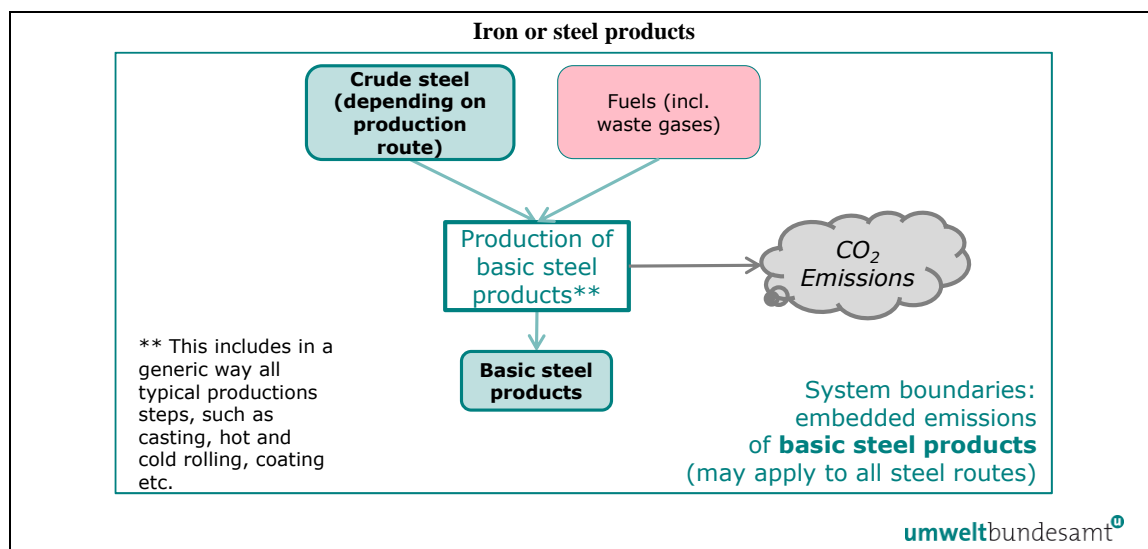 Iron or steel products
Crude steel
(depending on
production
route)
Fuels (incl.
waste gases)
Production of
basic steel
products**
CO₂
Emissions
Basic steel
products
** This includes in a
generic way all
typical productions
steps, such as
casting, hot and
cold rolling, coating
etc.
System boundaries:
embedded emissions
of basic steel products
(may apply to all steel routes)
umweltbundesamt
u